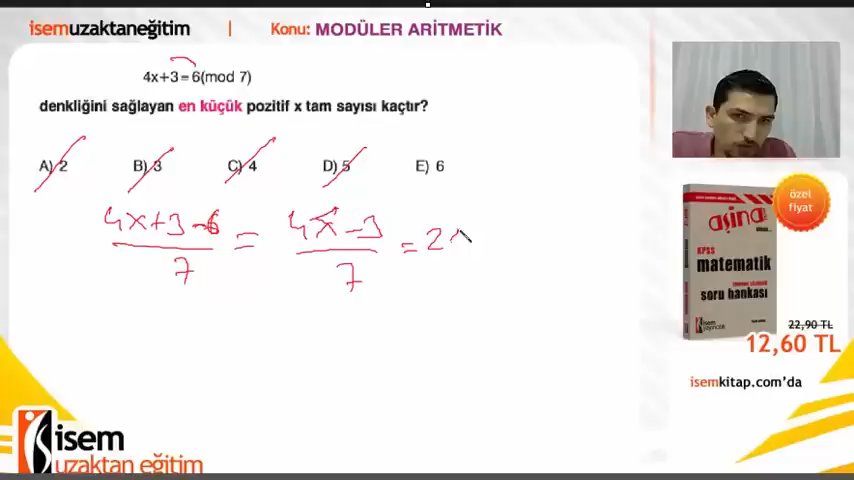 isemuzaktaneğitim | Konu: MODÜLER ARİTMETİK
4x+3=6(mod 7)
denkliğini sağlayan en küçük pozitif x tam sayısı kaçtır?
A) 2 B) 3 C) 4 D) 5 E) 6
4x+3-6 / 7 = 4x-3 / 7 = 2
özel
fiyat
aşina
KPSS
matematik
soru bankası
isem
yayıncılık
22,90 TL
12,60 TL
isemkitap.com'da
isem
uzaktan eğitim